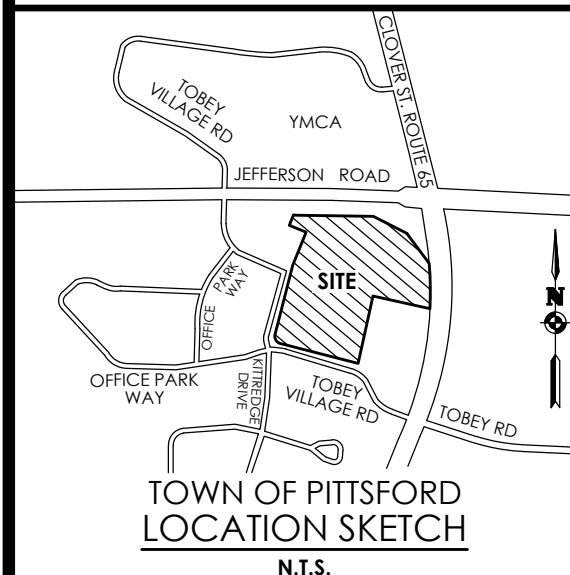 CLOVER ST. ROUTE 65
TOBEY
VILLAGE RD
YMCA
JEFFERSON ROAD
OFFICE
PARK
WAY
SITE
N
OFFICE PARK
WAY
KITTREDGE
DRIVE
TOBEY
VILLAGE RD
TOBEY RD
TOWN OF PITTSFORD
LOCATION SKETCH
N.T.S.